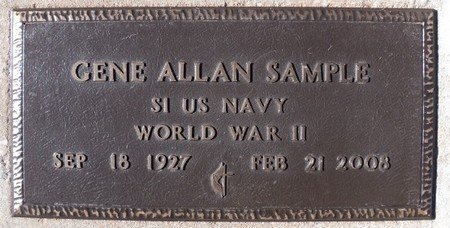 GENE ALLAN SAMPLE
S1 US NAVY
WORLD WAR II
SEP 18 1927 FEB 21 2008